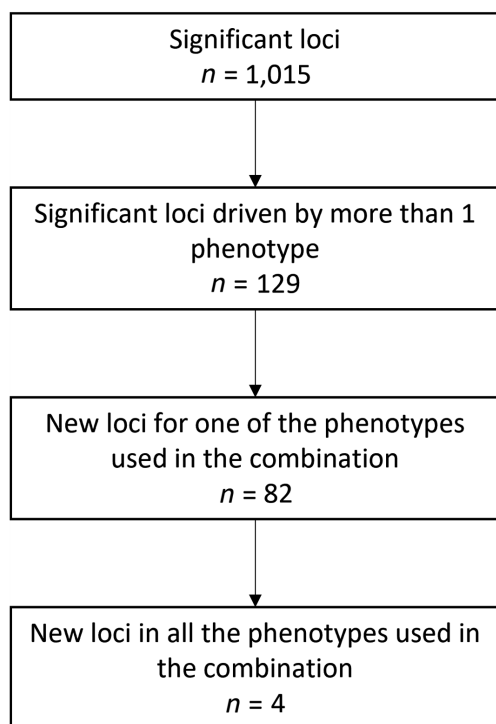 Significant loci
n = 1,015
Significant loci driven by more than 1
phenotype
n = 129
New loci for one of the phenotypes
used in the combination
n = 82
New loci in all the phenotypes used in
the combination
n = 4